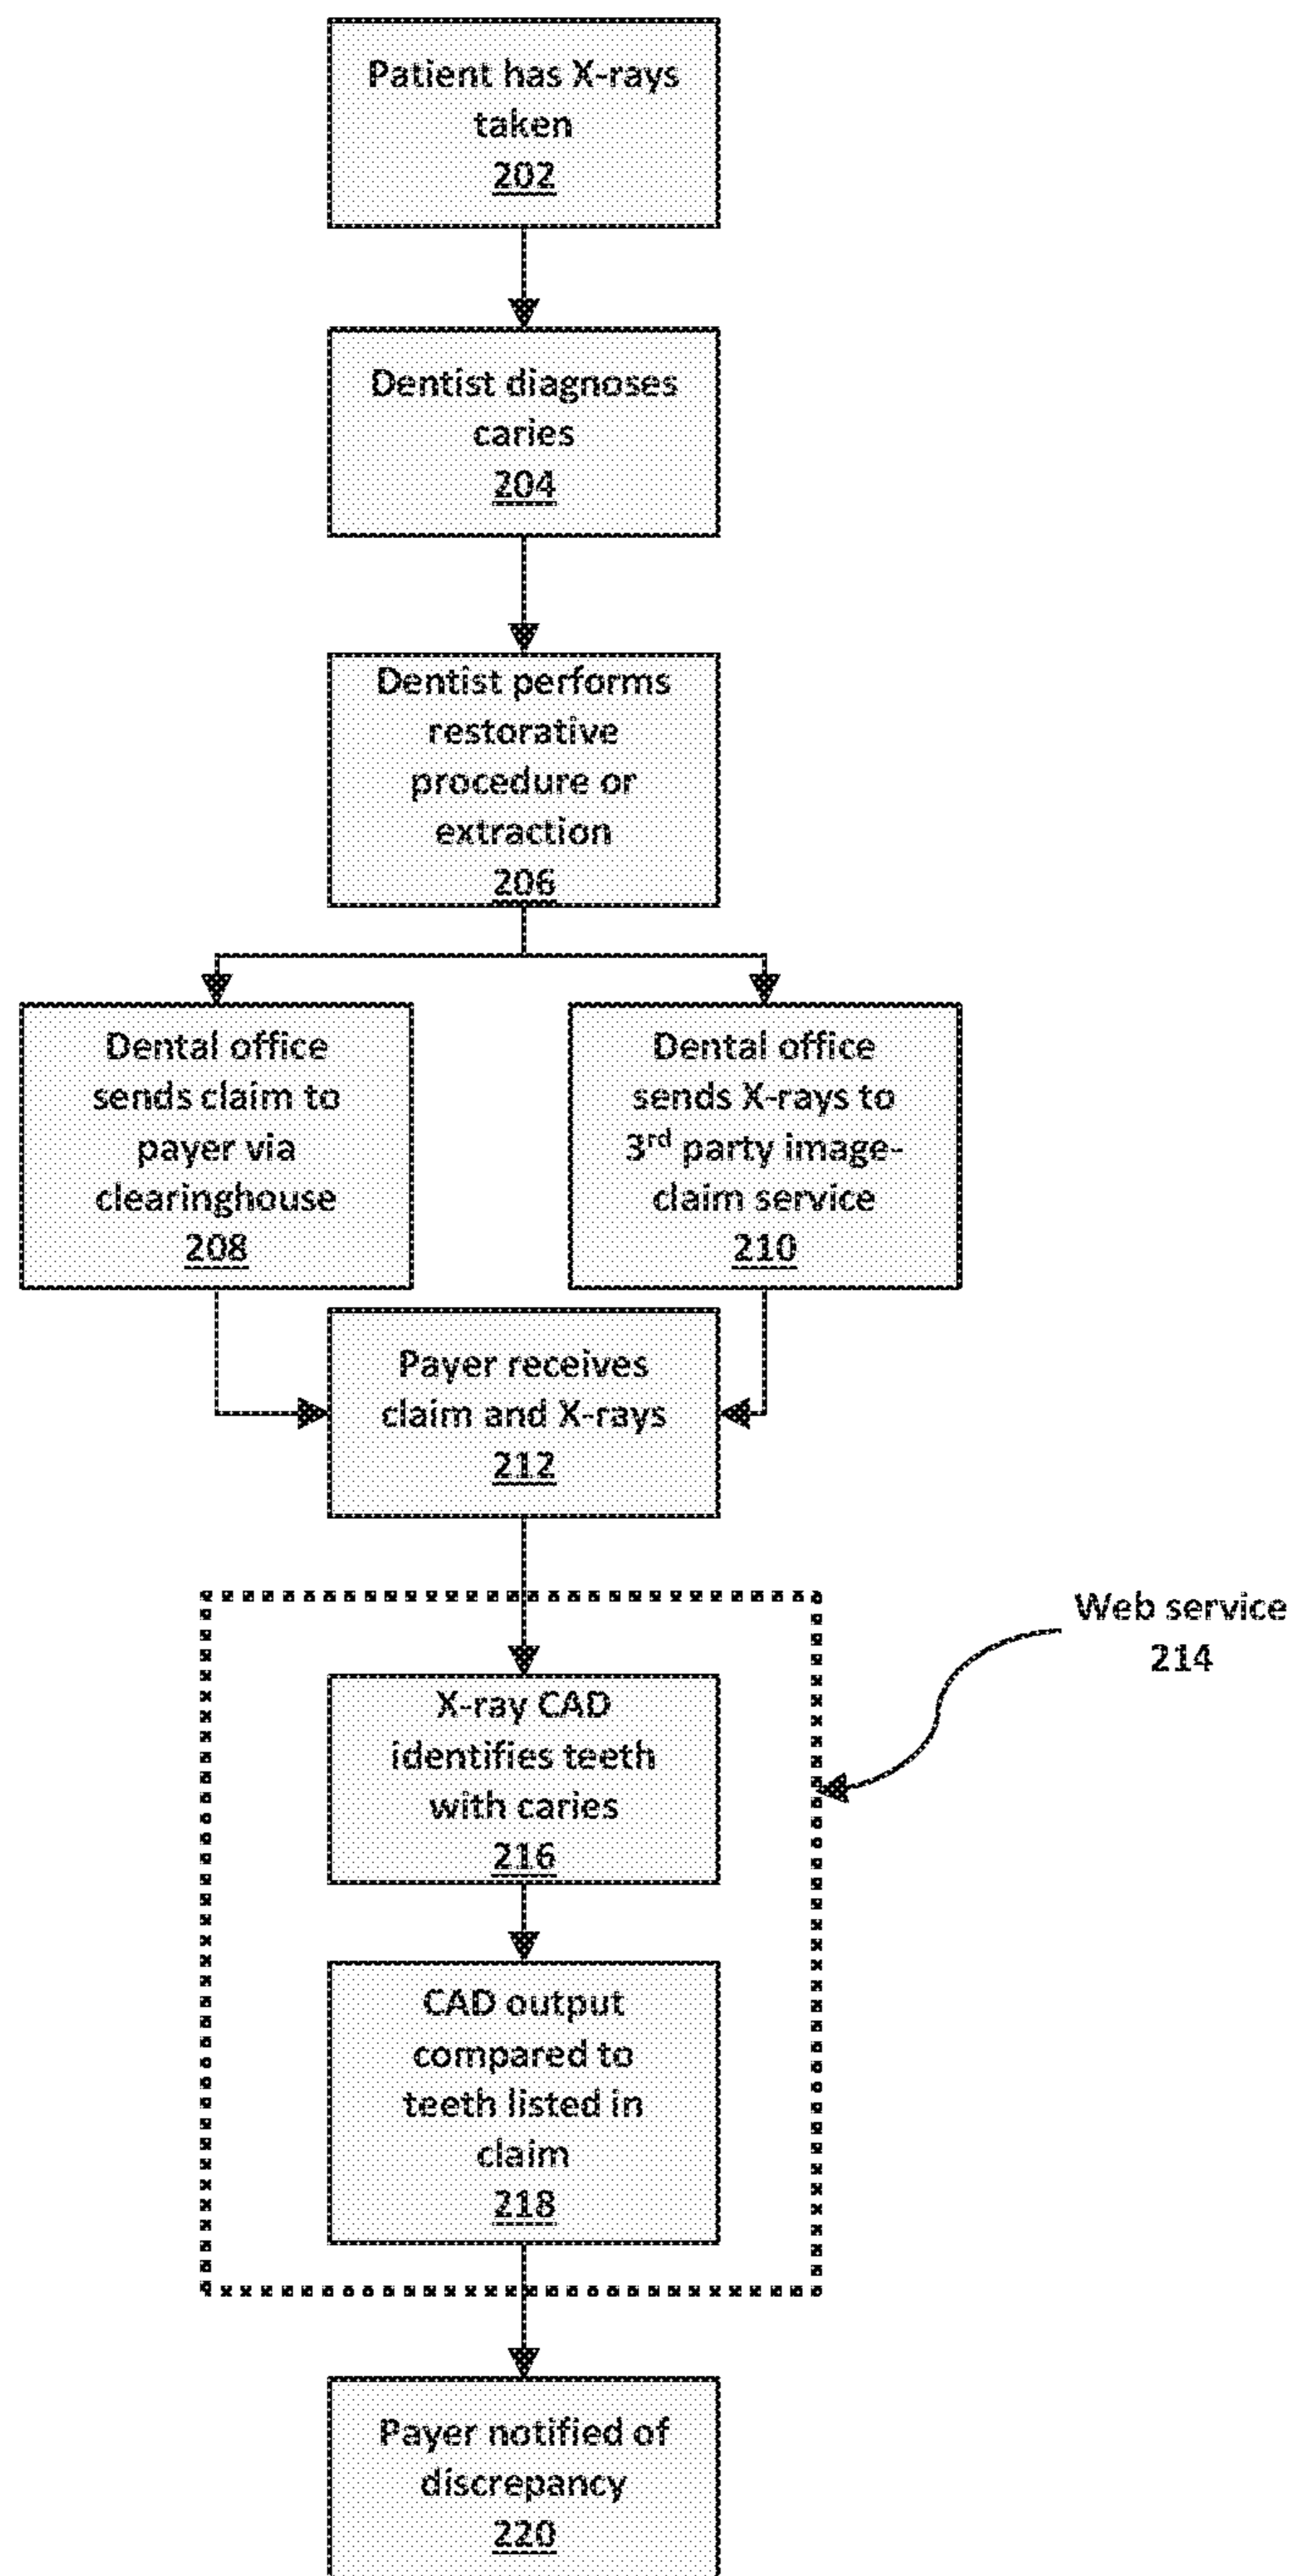 Patient has X-rays
taken
202
Dentist diagnoses
caries
204
Dentist performs
restorative
procedure or
extraction
206
Dental office
sends claim to
payer via
clearinghouse
208
Dental office
sends X-rays to
3rd party image-
claim service
210
Payer receives
claim and X-rays
212
Web service
214
X-ray CAD
identifies teeth
with caries
216
CAD output
compared to
teeth listed in
claim
218
Payer notified of
discrepancy
220